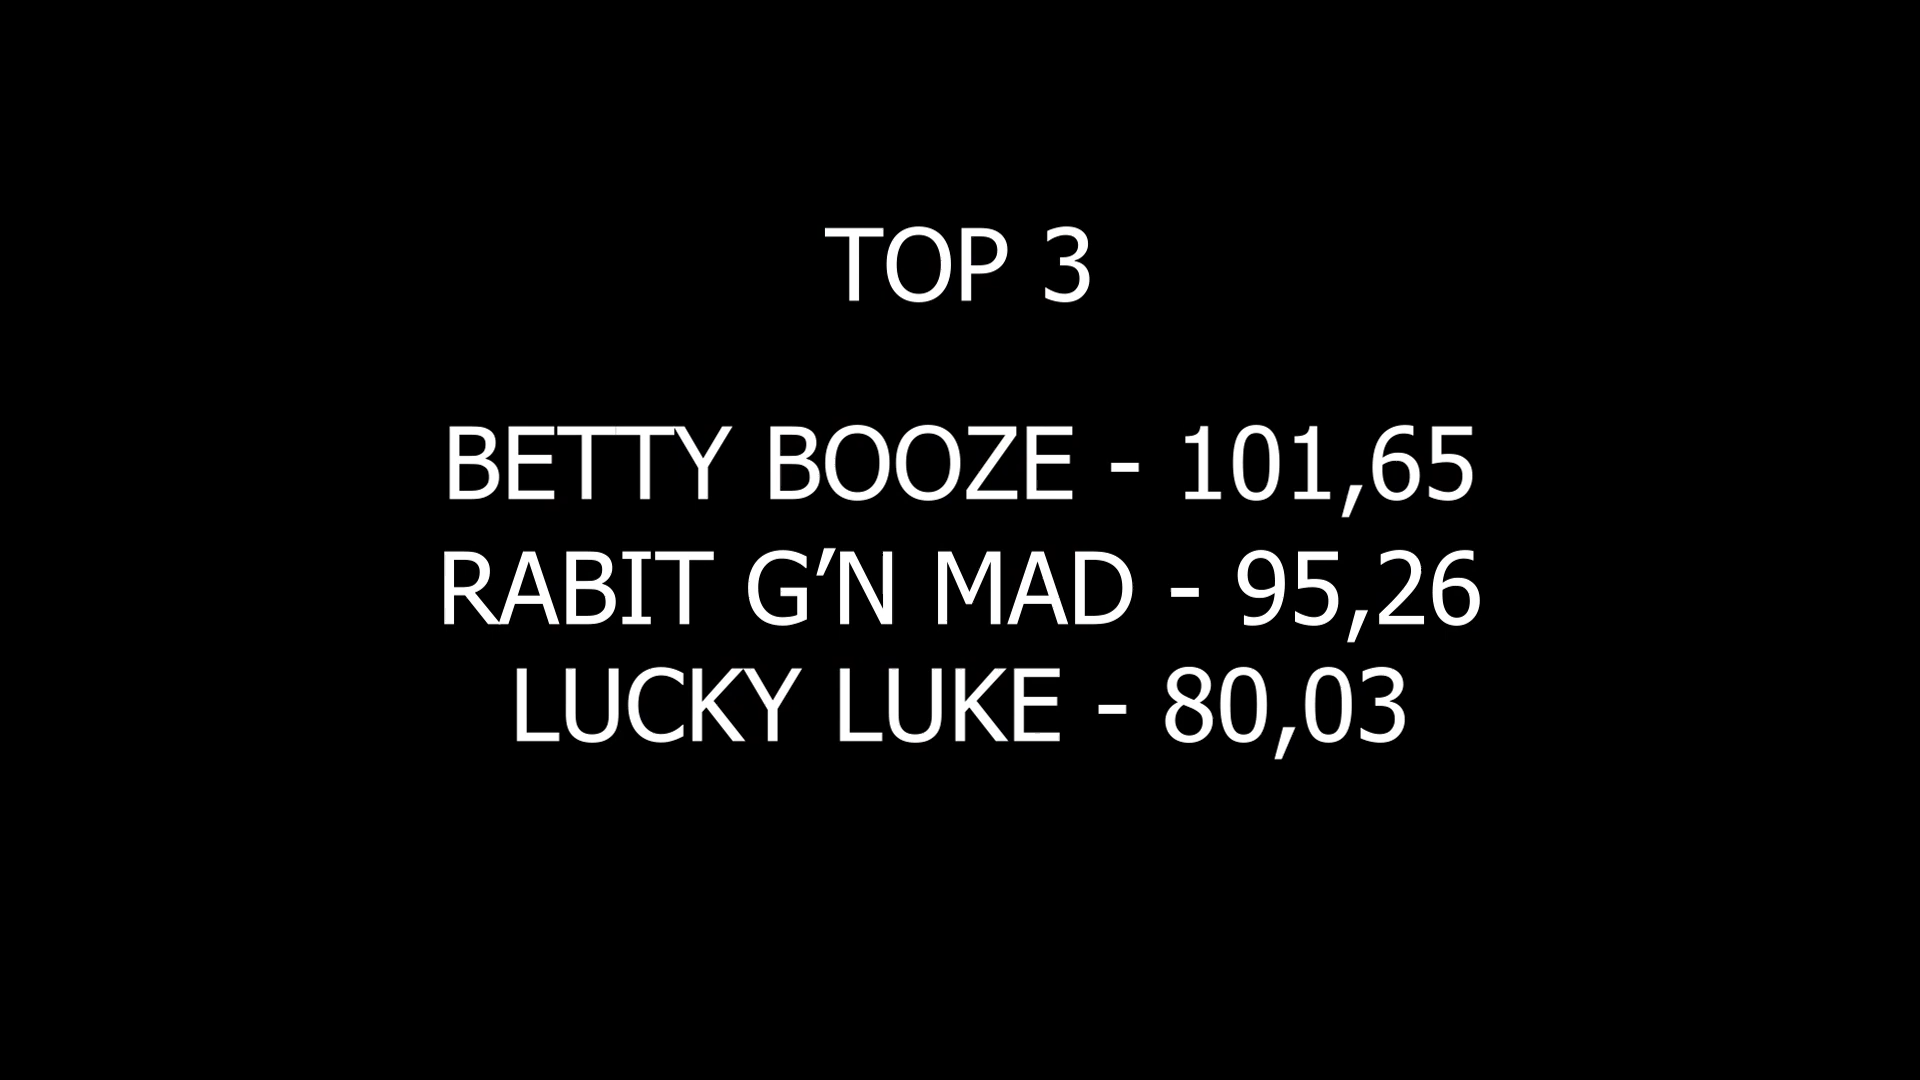 TOP 3
BETTY BOOZE - 101,65
RABIT G’N MAD - 95,26
LUCKY LUKE - 80,03